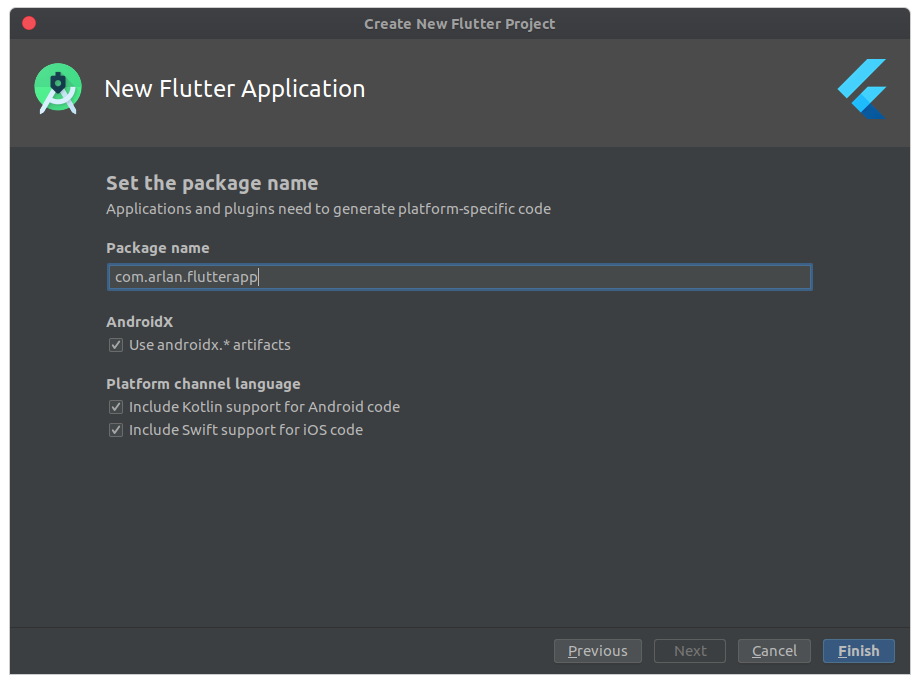 Create New Flutter Project
New Flutter Application
Set the package name
Applications and plugins need to generate platform-specific code
Package name
com.arlan.flutterapp
AndroidX
Use androidx.* artifacts
Platform channel language
Include Kotlin support for Android code
Include Swift support for iOS code
Previous Next Cancel Finish